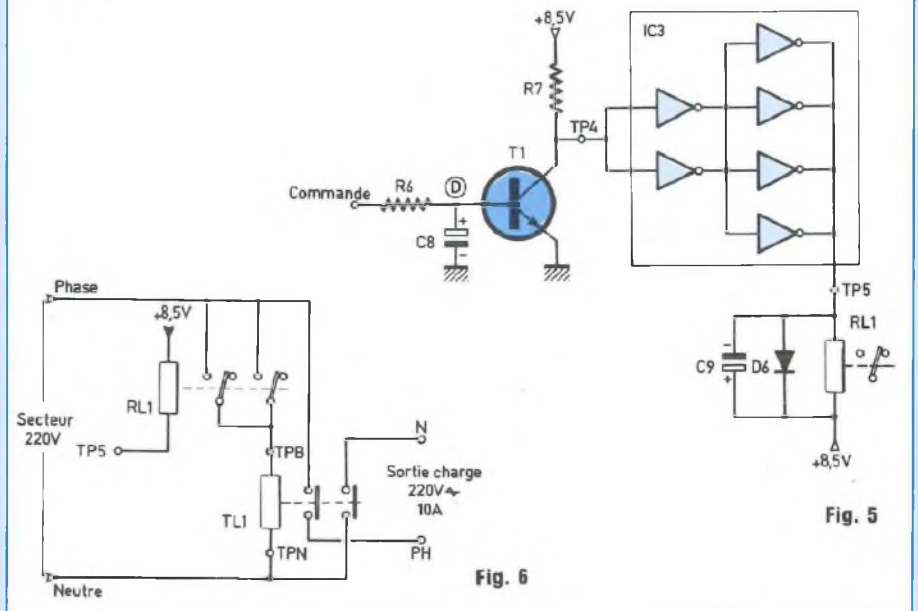 +8,5V
IC3
R7
TP4
T1
Commande
R6
D
+
C8
-
Phase
+8,5V
TP5
RL1
-
C9
+
D6
RL1
Secteur
220V
TP5
TPB
N
Sortie charge
220V~
10A
TL1
+8,5V
Fig. 5
TPN
PH
Fig. 6
Neutre